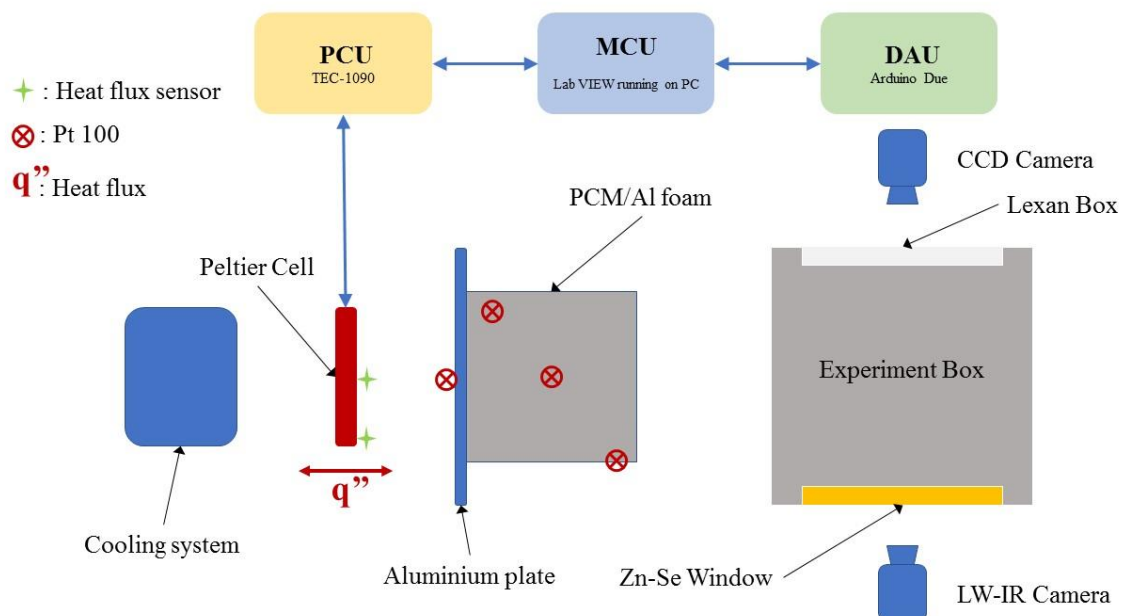 PCU
TEC-1090
MCU
Lab VIEW running on PC
DAU
Arduino Due
: Heat flux sensor
: Pt 100
q” : Heat flux
CCD Camera
PCM/Al foam
Lexan Box
Peltier Cell
Experiment Box
q”
Cooling system
Aluminium plate
Zn-Se Window
LW-IR Camera